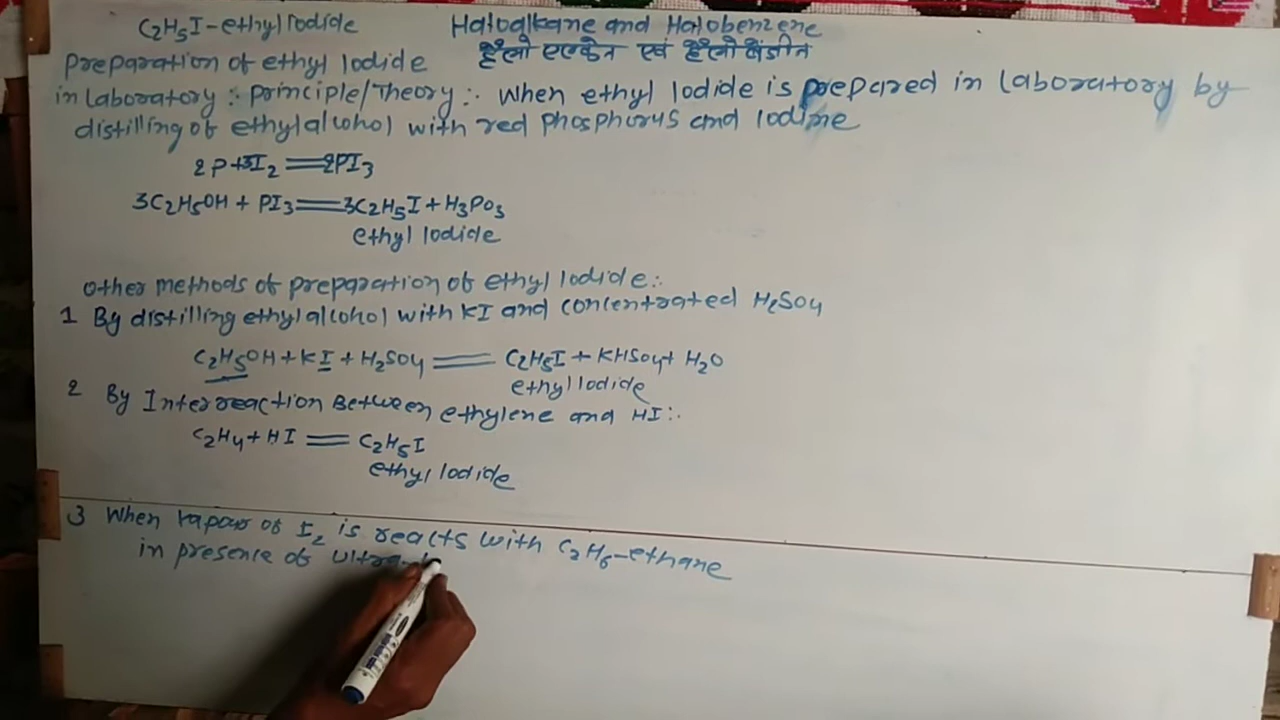 C2H5I-ethyl Iodide
Haloalkane and Halobenzene
हैलो एल्केन एवं हैलो बेंजीन
Preparation of ethyl Iodide
in laboratory:- principle/Theory:- When ethyl Iodide is prepared in laboratory by
distilling of ethyl alcohol with red phosphorus and Iodine
2P+3I2=2PI3
3C2H5OH + PI3=3C2H5I + H3PO3
ethyl Iodide
Other methods of preparation of ethyl Iodide:-
1 By distilling ethyl alcohol with KI and concentrated H2SO4
C2H5OH + KI + H2SO4 = C2H5I + KHSO4 + H2O
ethyl Iodide
2 By Interreaction Between ethylene and HI:-
C2H4 + HI = C2H5I
ethyl Iodide
3 When vapour of I2 is reacts with C2H6-ethane
in presence of